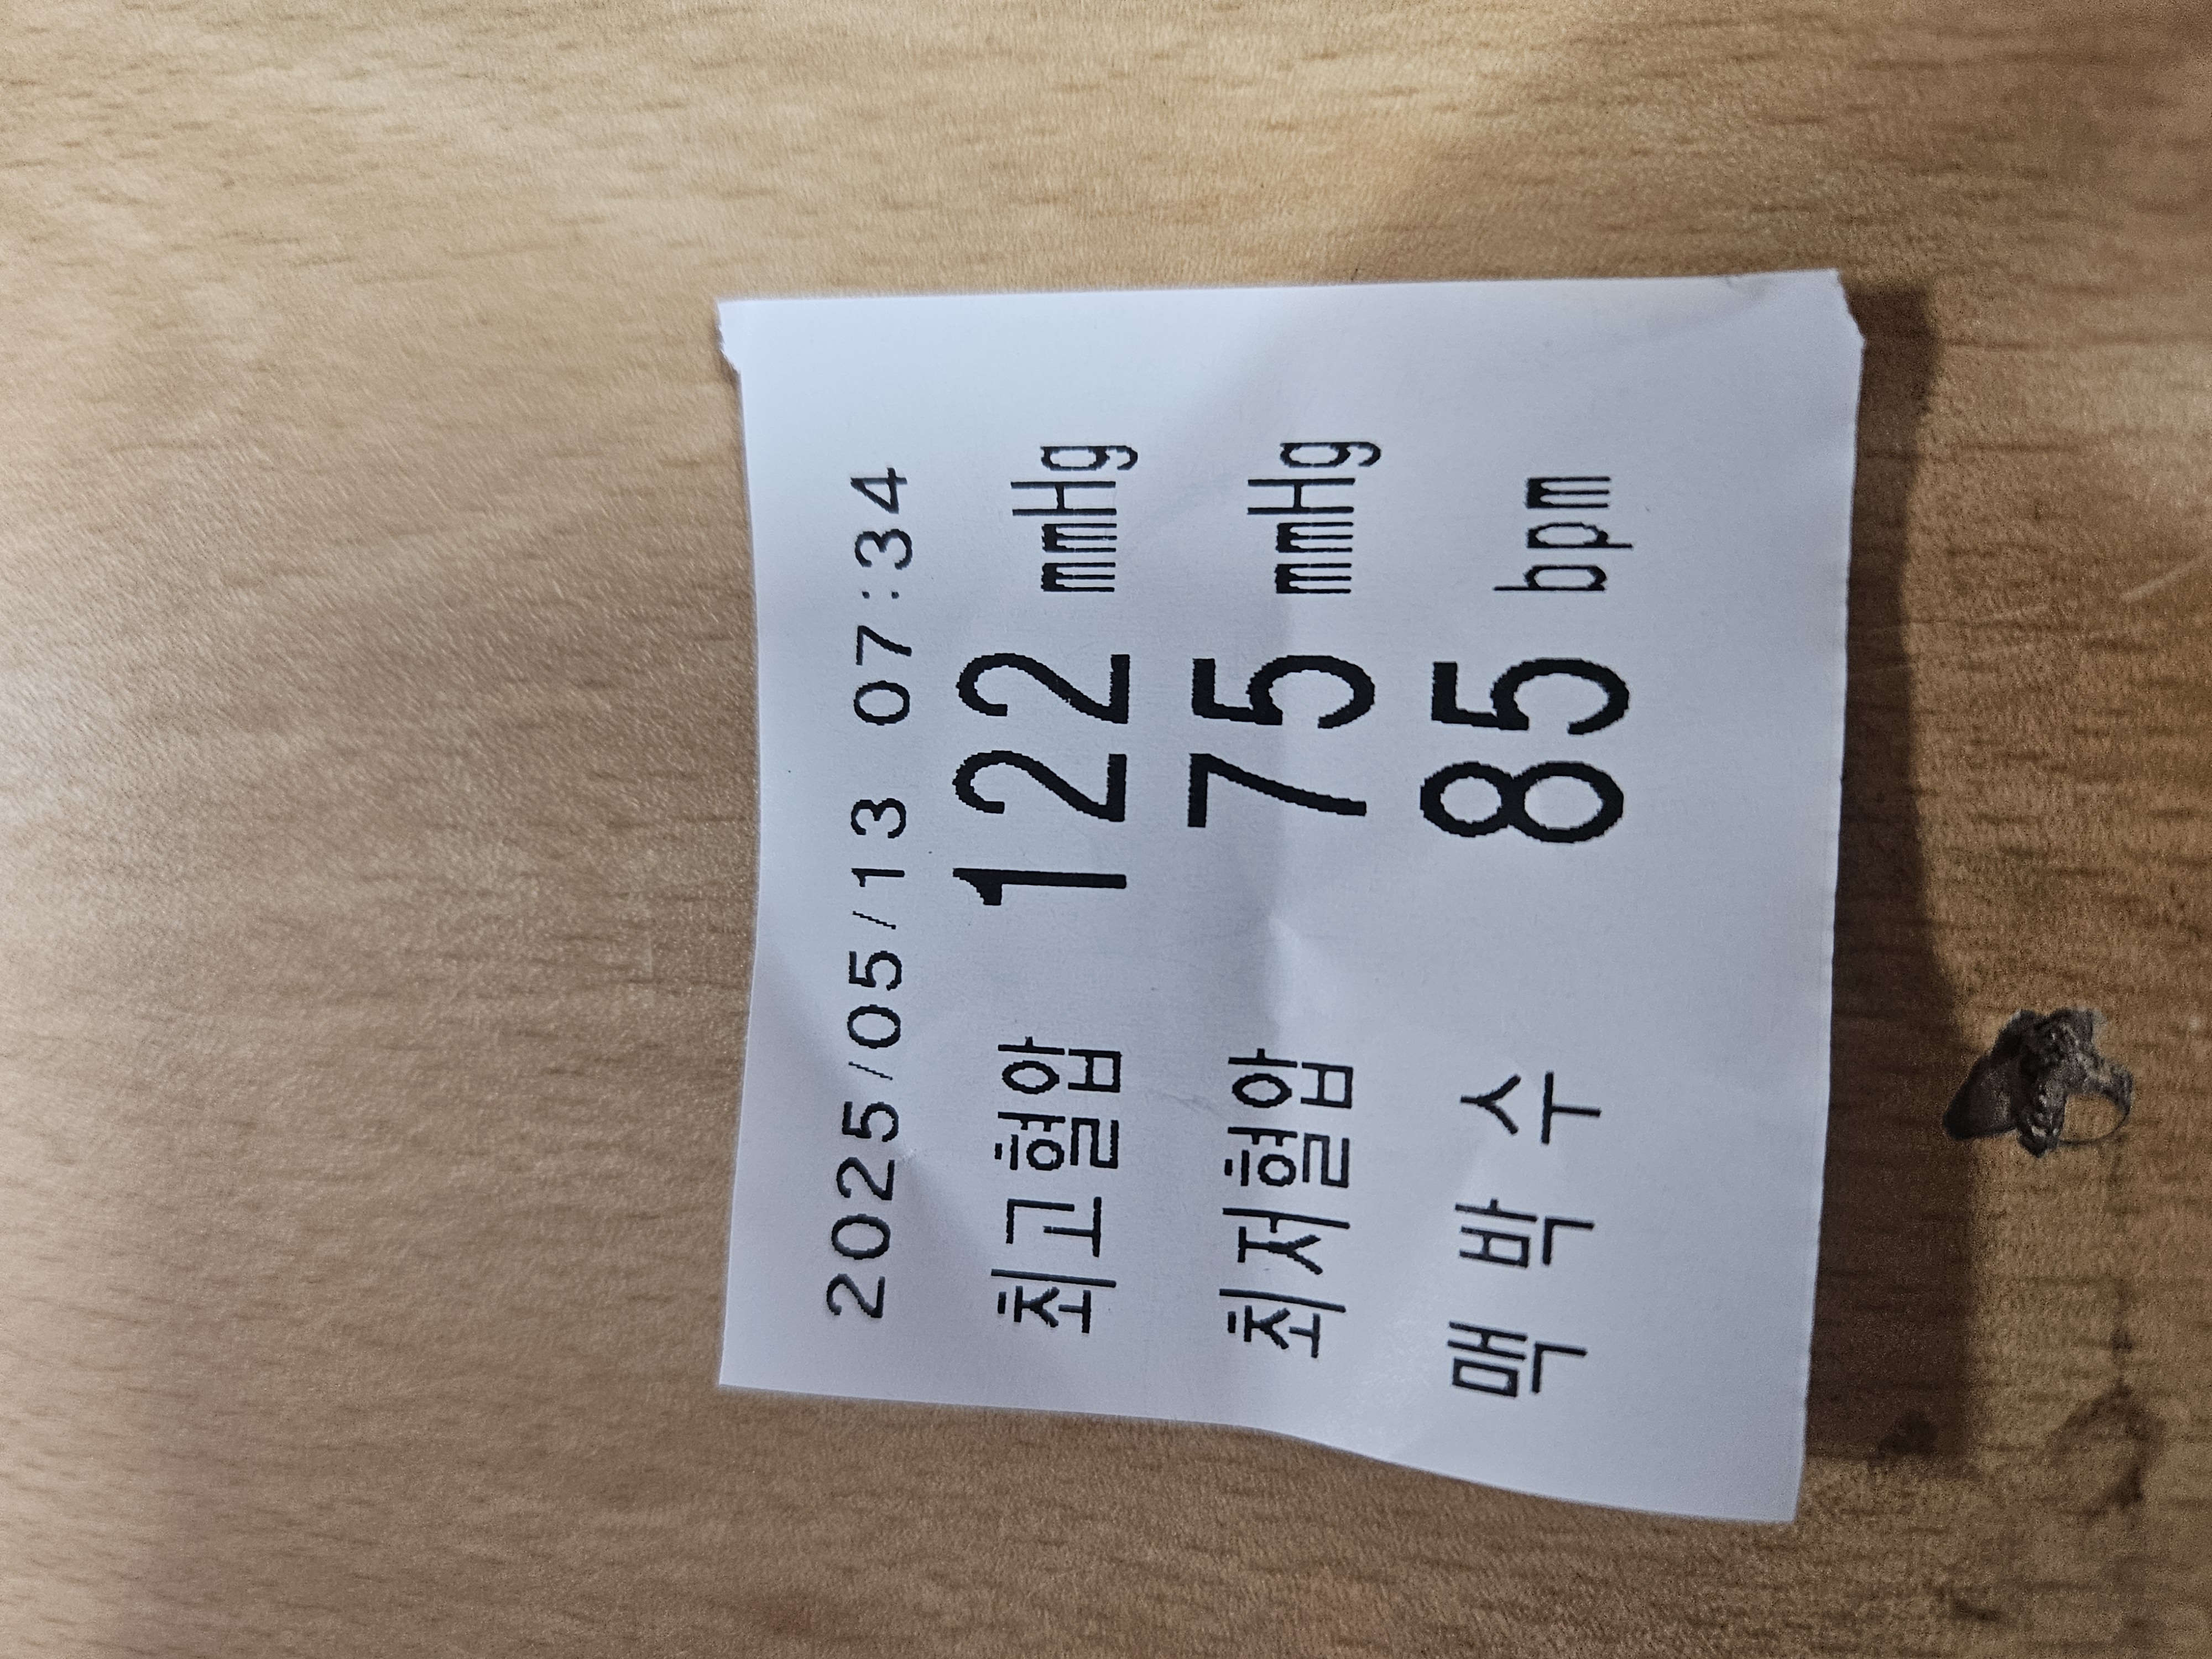 2025/05/13 07:34
최고혈압 122 mmHg
최저혈압 75 mmHg
맥 박 수 85 bpm